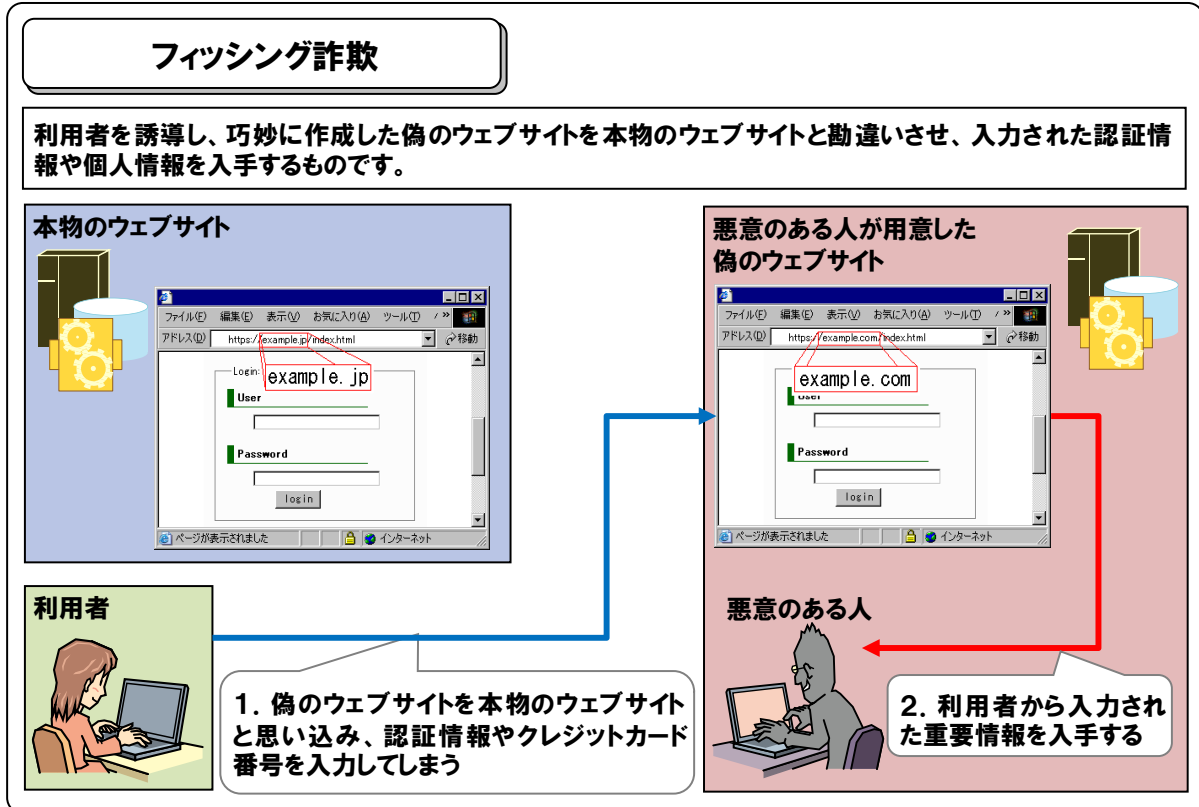 フィッシング詐欺
利用者を誘導し、巧妙に作成した偽のウェブサイトを本物のウェブサイトと勘違いさせ、入力された認証情
報や個人情報を入手するものです。
本物のウェブサイト
ファイル(F) 編集(E) 表示(V) お気に入り(A) ツール(T) »
アドレス(D) https://example.jp/index.html 移動
Login:
example.jp
User
Password
login
ページが表示されました インターネット
悪意のある人が用意した
偽のウェブサイト
ファイル(F) 編集(E) 表示(V) お気に入り(A) ツール(T) »
アドレス(D) https://example.com/index.html 移動
example.com
User
Password
login
ページが表示されました インターネット
利用者
1．偽のウェブサイトを本物のウェブサイト
と思い込み、認証情報やクレジットカード
番号を入力してしまう
悪意のある人
2．利用者から入力され
た重要情報を入手する